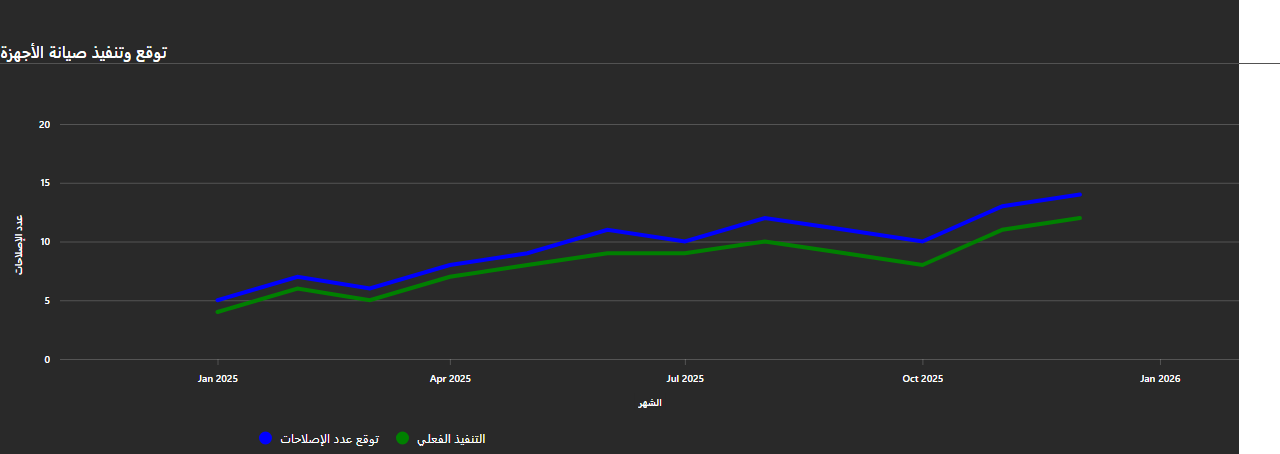 توقع وتنفيذ صيانة الأجهزة
20
15
10
5
0
عدد الإصلاحات
Jan 2025
Apr 2025
Jul 2025
Oct 2025
Jan 2026
الشهر
توقع عدد الإصلاحات
التنفيذ الفعلي